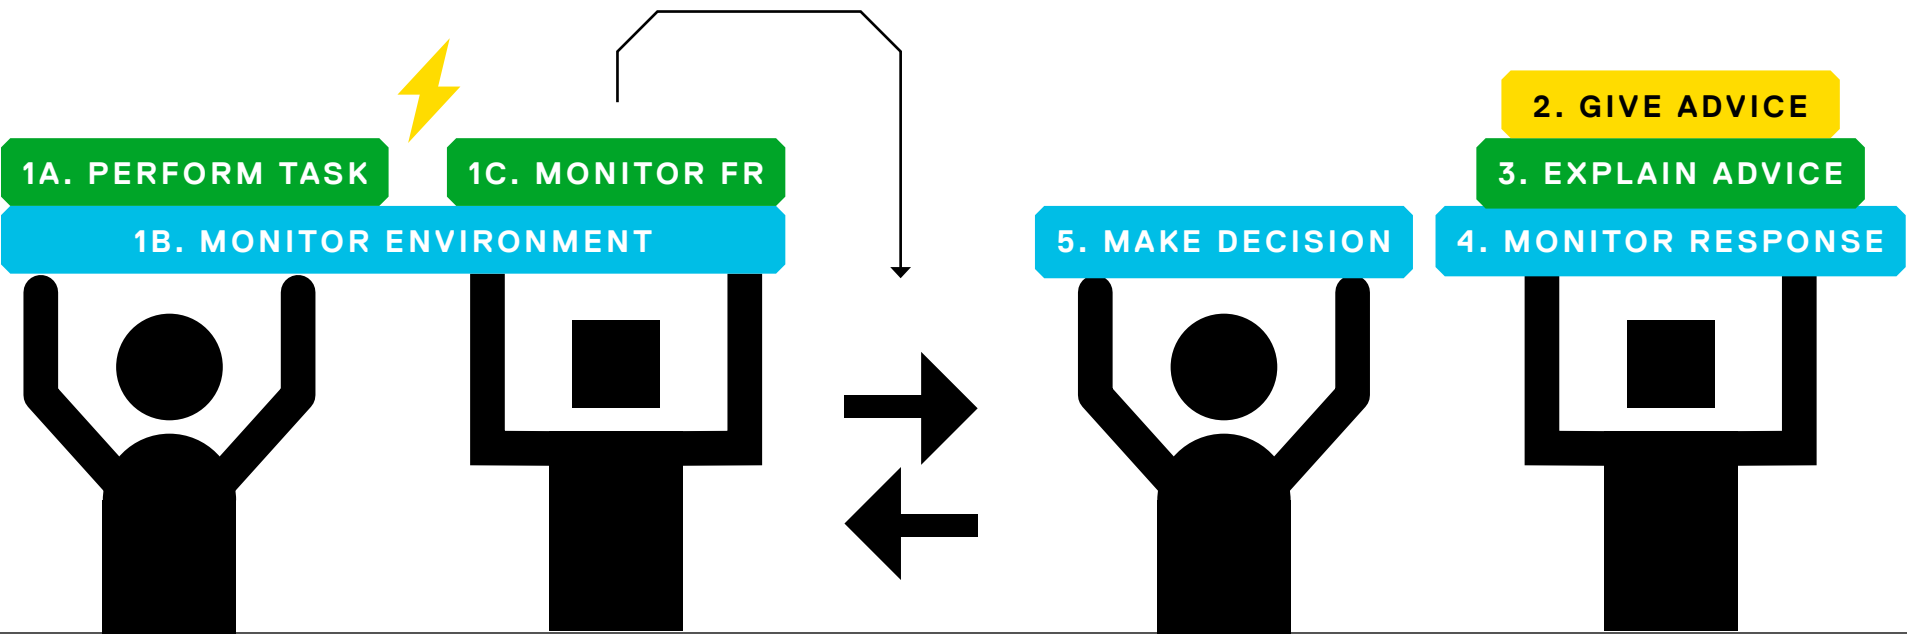 1A. PERFORM TASK
1C. MONITOR FR
1B. MONITOR ENVIRONMENT
2. GIVE ADVICE
3. EXPLAIN ADVICE
5. MAKE DECISION
4. MONITOR RESPONSE